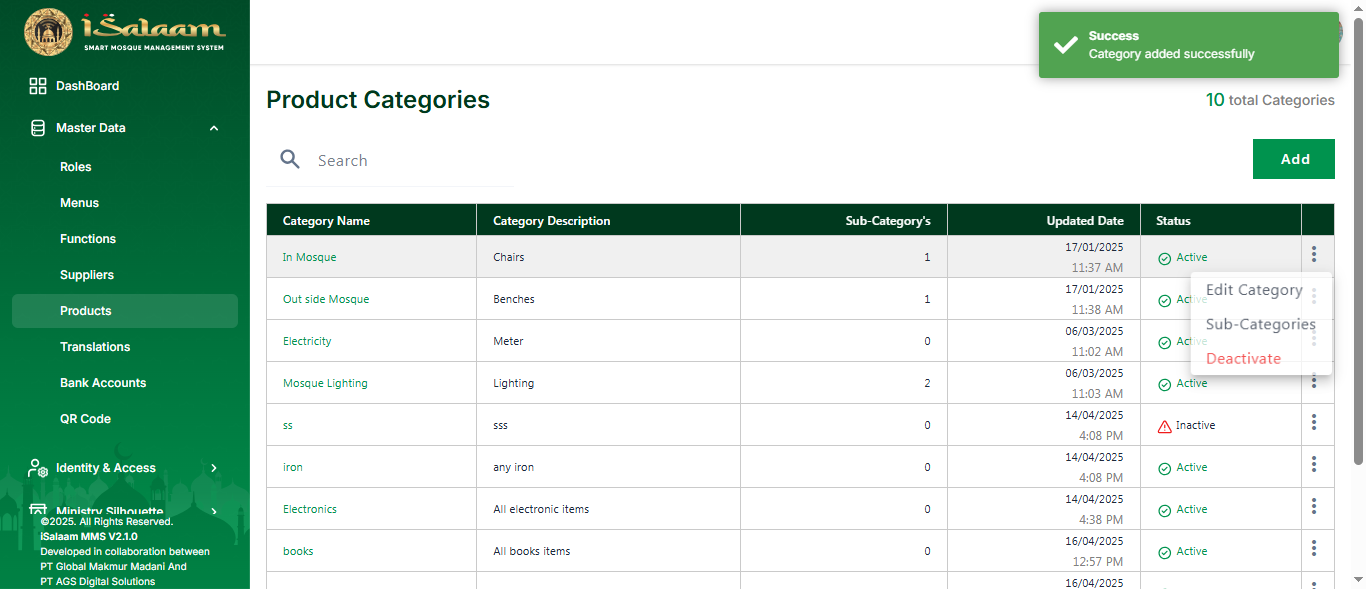 iSalaam
SMART MOSQUE MANAGEMENT SYSTEM
DashBoard
Master Data
Roles
Menus
Functions
Suppliers
Products
Translations
Bank Accounts
QR Code
Identity & Access
Ministry Silhouette
©2025. All Rights Reserved.
iSalaam MMS V2.1.0
Developed in collaboration between
PT Global Makmur Madani And
PT AGS Digital Solutions
Success
Category added successfully
Product Categories
10 total Categories
Search
Add
Category Name Category Description Sub-Category's Updated Date Status
In Mosque Chairs 1 17/01/2025 11:37 AM Active
Out side Mosque Benches 1 17/01/2025 11:38 AM Active
Electricity Meter 0 06/03/2025 11:02 AM Active
Mosque Lighting Lighting 2 06/03/2025 11:03 AM Active
ss sss 0 14/04/2025 4:08 PM Inactive
iron any iron 0 14/04/2025 4:08 PM Active
Electronics All electronic items 0 14/04/2025 4:38 PM Active
books All books items 0 16/04/2025 12:57 PM Active
16/04/2025
Edit Category
Sub-Categories
Deactivate